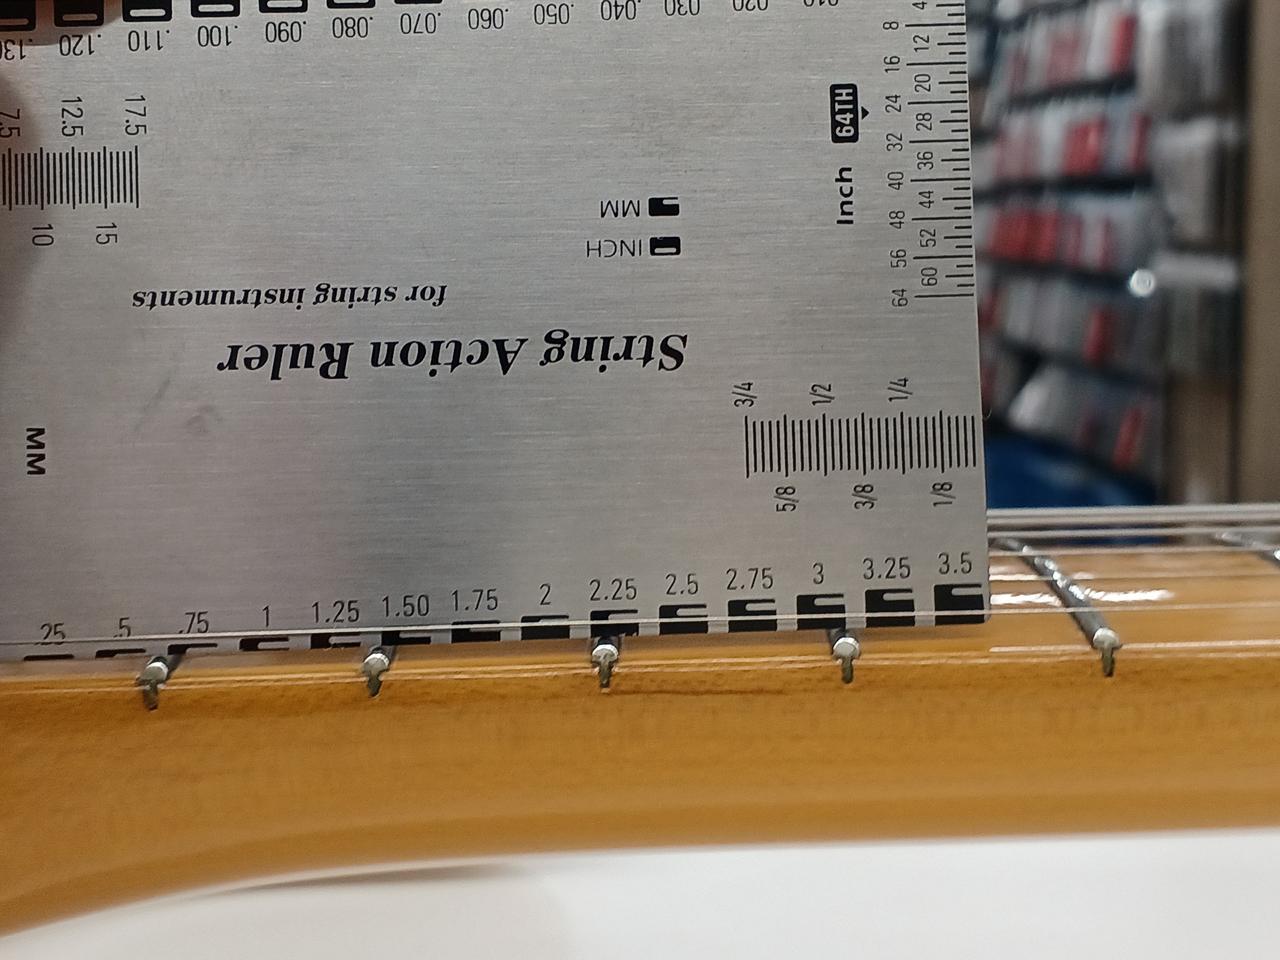 .130 .120 .110 .100 .090 .080 .070 .060 .050 .040 .030 .020 .010
7.5 12.5 17.5
10 15
MM
INCH
for string instruments
String Action Ruler
MM
Inch 64TH
4 8 12 16 20 24 28 32 36 40 44 48 52 56 60 64
3/4 1/2 1/4
5/8 3/8 1/8
.25 .5 .75 1 1.25 1.50 1.75 2 2.25 2.5 2.75 3 3.25 3.5